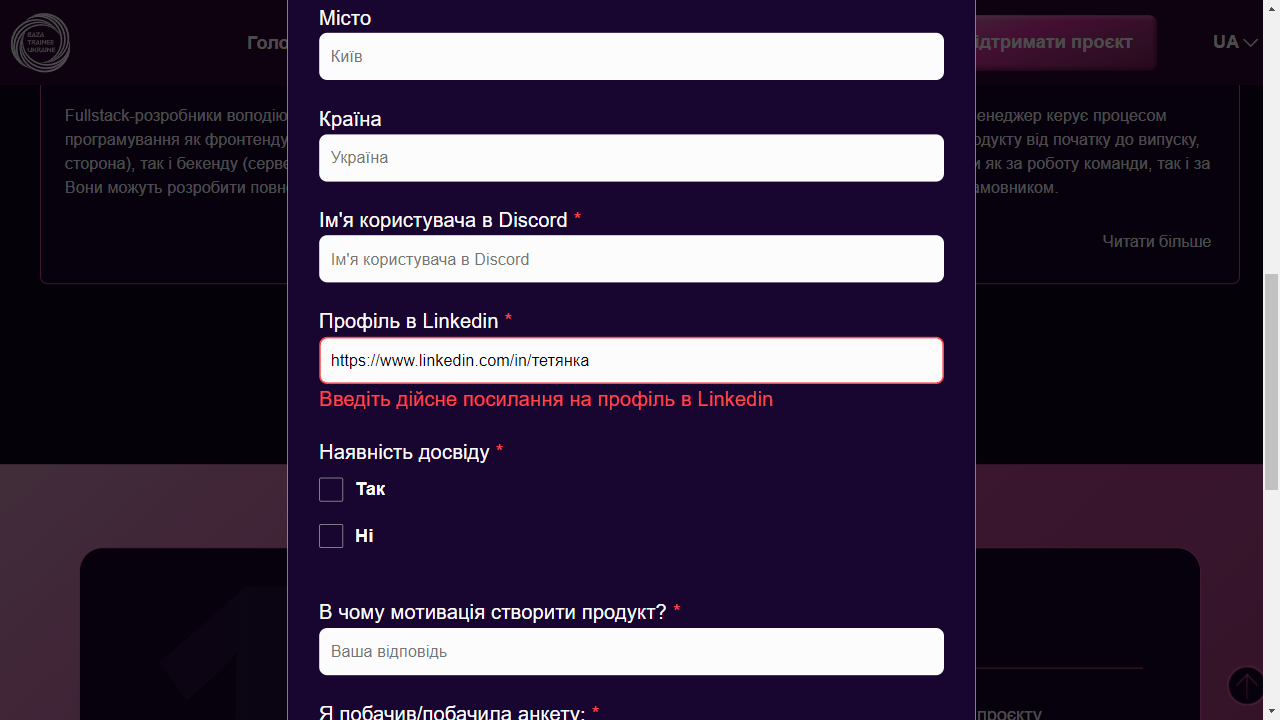 BAZA
TRAINEE
UKRAINE
Голо
ідтримати проєкт
UA
Fullstack-розробники володію
програмування як фронтенду
сторона), так і бекенду (серве
Вони можуть розробити повно
енеджер керує процесом
одукту від початку до випуску,
и як за роботу команди, так і за
амовником.
Читати більше
Місто
Київ
Країна
Україна
Ім'я користувача в Discord *
Ім'я користувача в Discord
Профіль в Linkedin *
https://www.linkedin.com/in/тетянка
Введіть дійсне посилання на профіль в Linkedin
Наявність досвіду *
Так
Ні
В чому мотивація створити продукт? *
Ваша відповідь
Я побачив/побачила анкету: *
1
проєкту